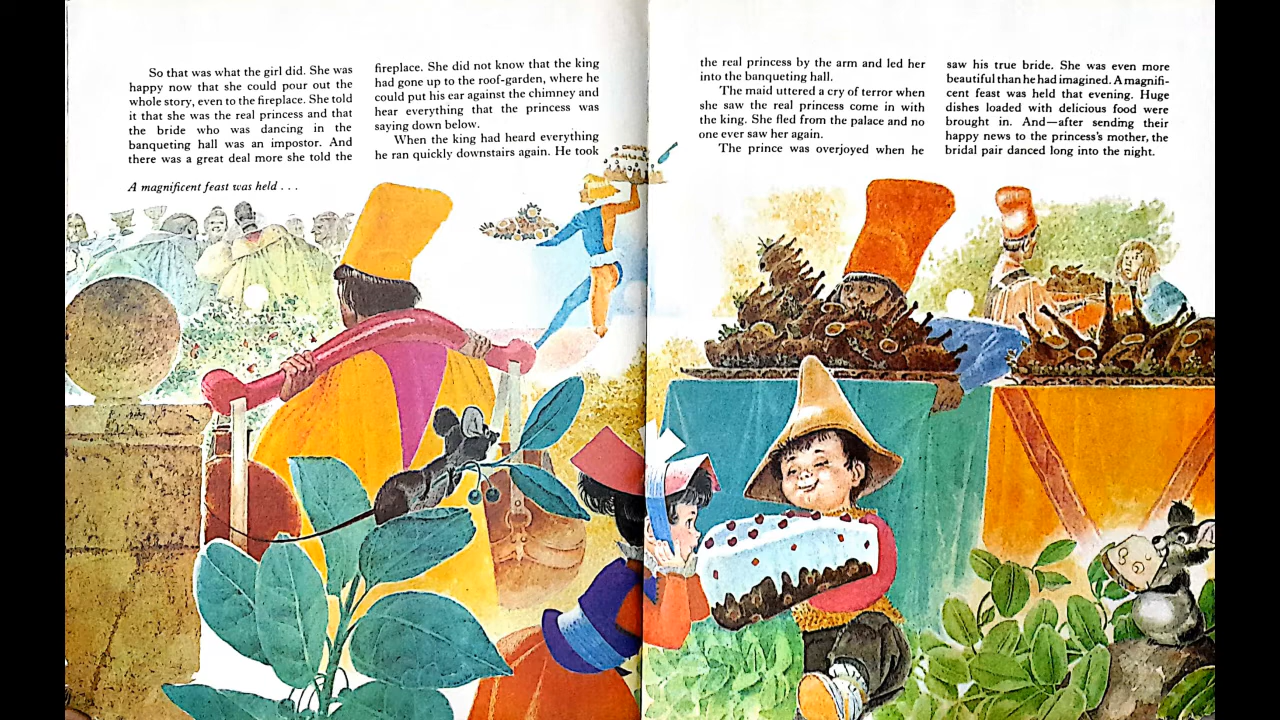 So that was what the girl did. She was
happy now that she could pour out the
whole story, even to the fireplace. She told
it that she was the real princess and that
the bride who was dancing in the
banqueting hall was an impostor. And
there was a great deal more she told the
fireplace. She did not know that the king
had gone up to the roof-garden, where he
could put his ear against the chimney and
hear everything that the princess was
saying down below.
When the king had heard everything
he ran quickly downstairs again. He took
A magnificent feast was held . . .
the real princess by the arm and led her
into the banqueting hall.
The maid uttered a cry of terror when
she saw the real princess come in with
the king. She fled from the palace and no
one ever saw her again.
The prince was overjoyed when he
saw his true bride. She was even more
beautiful than he had imagined. A magnifi-
cent feast was held that evening. Huge
dishes loaded with delicious food were
brought in. And—after sending their
happy news to the princess's mother, the
bridal pair danced long into the night.